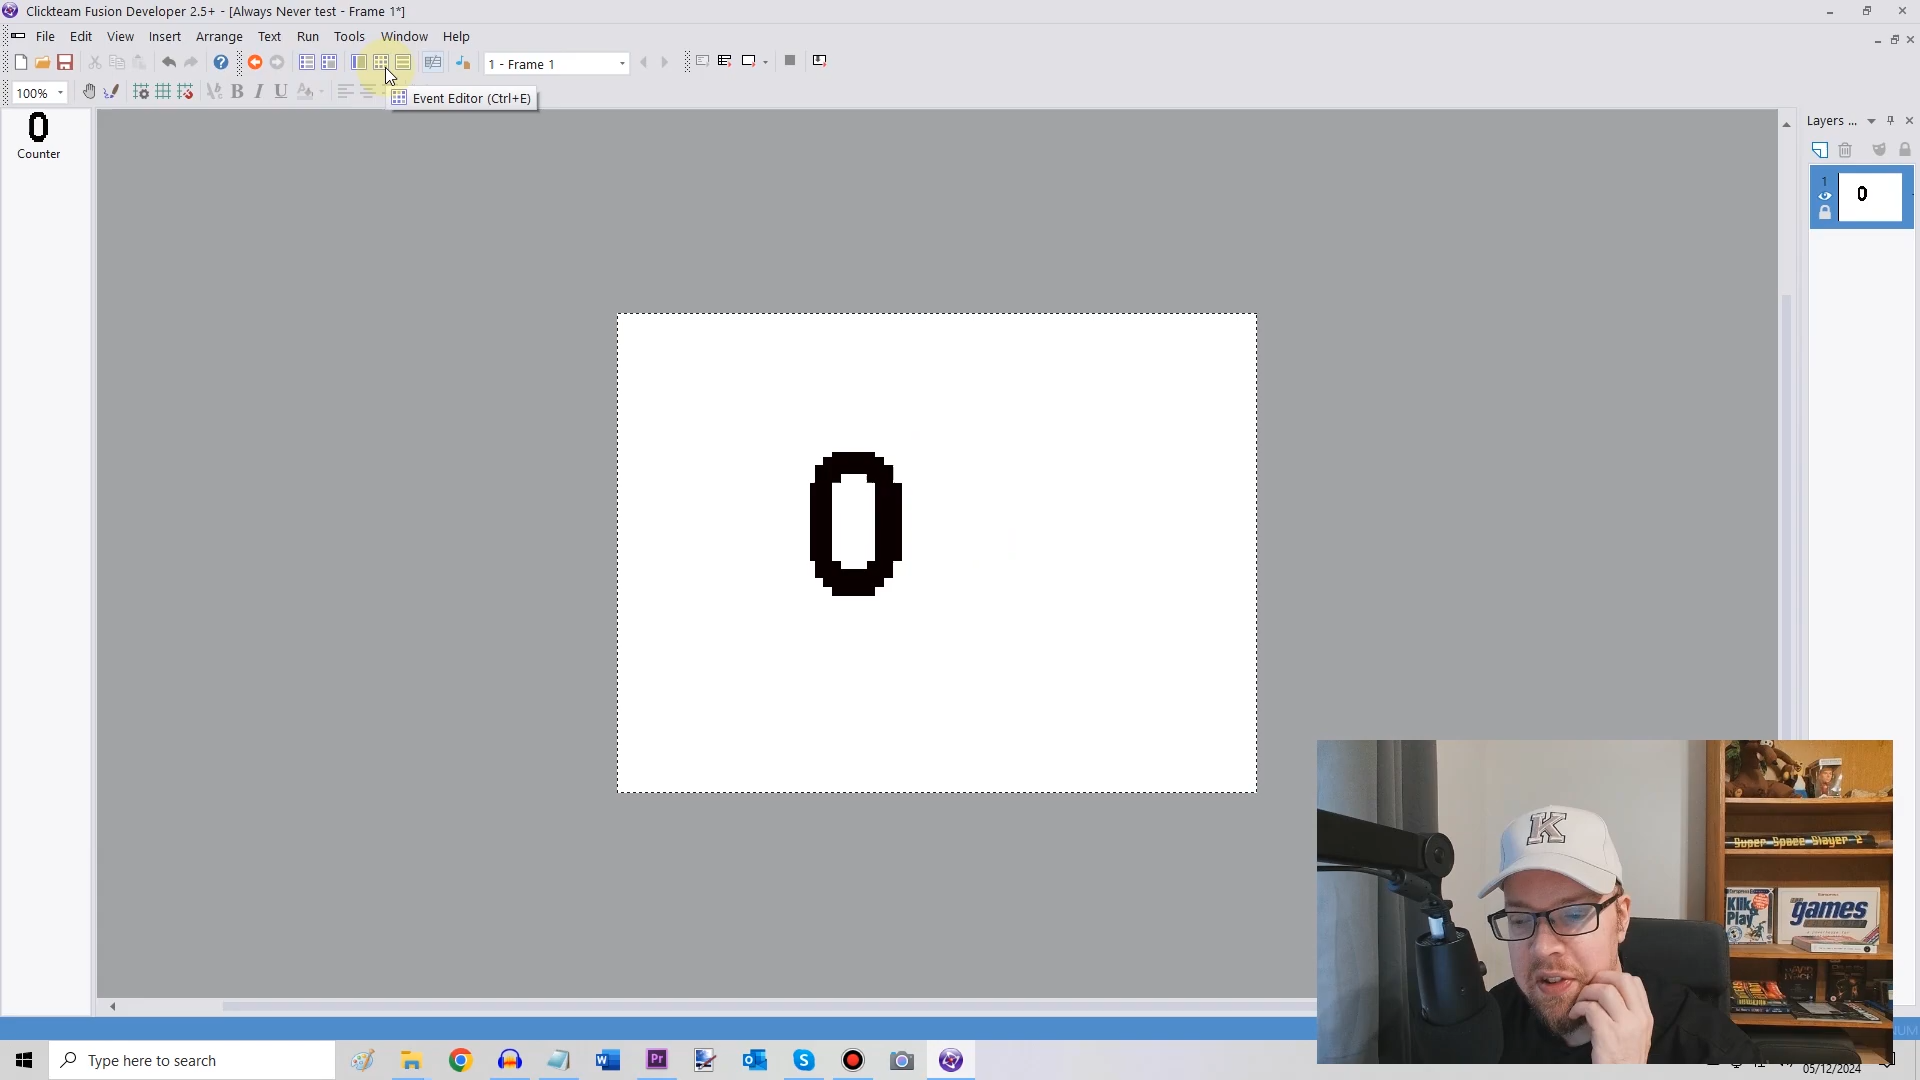 Clickteam Fusion Developer 2.5+ - [Always Never test - Frame 1*]
File Edit View Insert Arrange Text Run Tools Window Help
1 - Frame 1
100%
B I U
Event Editor (Ctrl+E)
0
Counter
Layers ...
1
0
0
K
Super Space Slayer 2
Klik
Play
games
Type here to search
05/12/2024